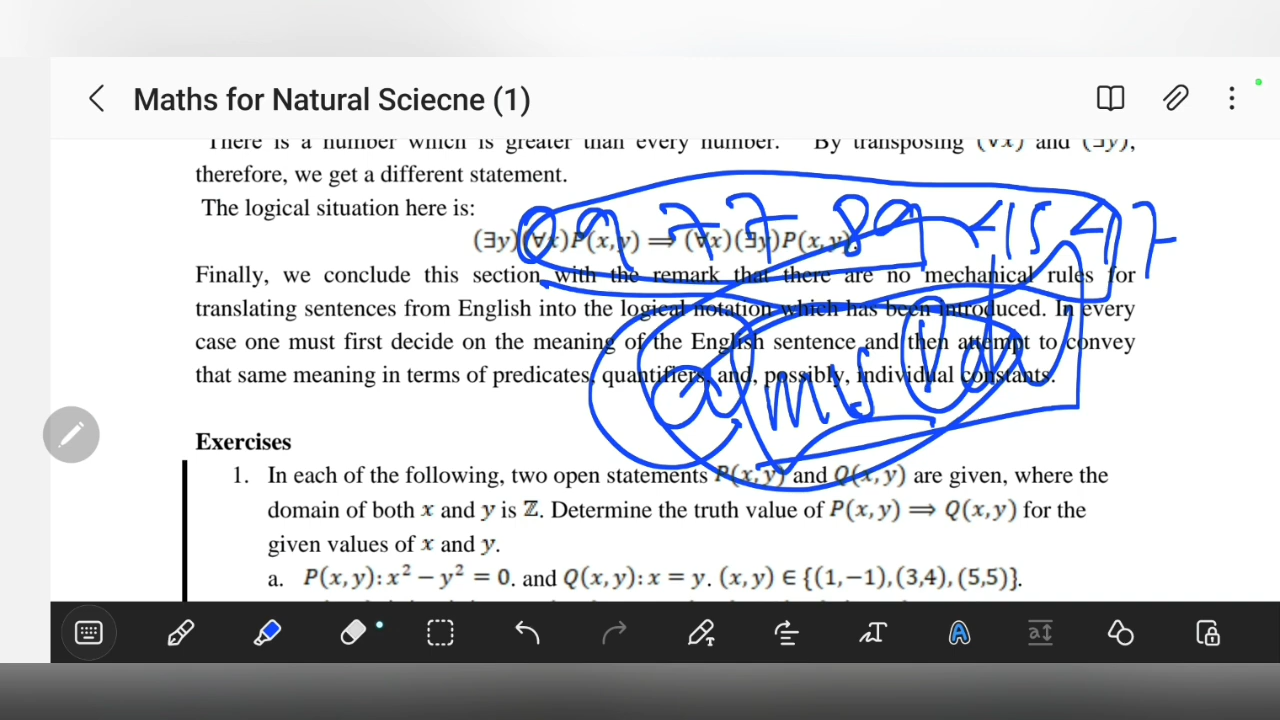 Maths for Natural Sciecne (1)
There is a number which is greater than every number. By transposing (∀x) and (∃y),
therefore, we get a different statement.
The logical situation here is:
(∃y)(∀x)P(x,y) ⟹ (∀x)(∃y)P(x,y).
Finally, we conclude this section with the remark that there are no mechanical rules for
translating sentences from English into the logical notation which has been introduced. In every
case one must first decide on the meaning of the English sentence and then attempt to convey
that same meaning in terms of predicates, quantifiers, and, possibly, individual constants.
Exercises
1. In each of the following, two open statements P(x,y) and Q(x,y) are given, where the
domain of both x and y is ℤ. Determine the truth value of P(x,y) ⟹ Q(x,y) for the
given values of x and y.
a. P(x,y): x² − y² = 0. and Q(x,y): x = y. (x,y) ∈ {(1,−1),(3,4),(5,5)}.